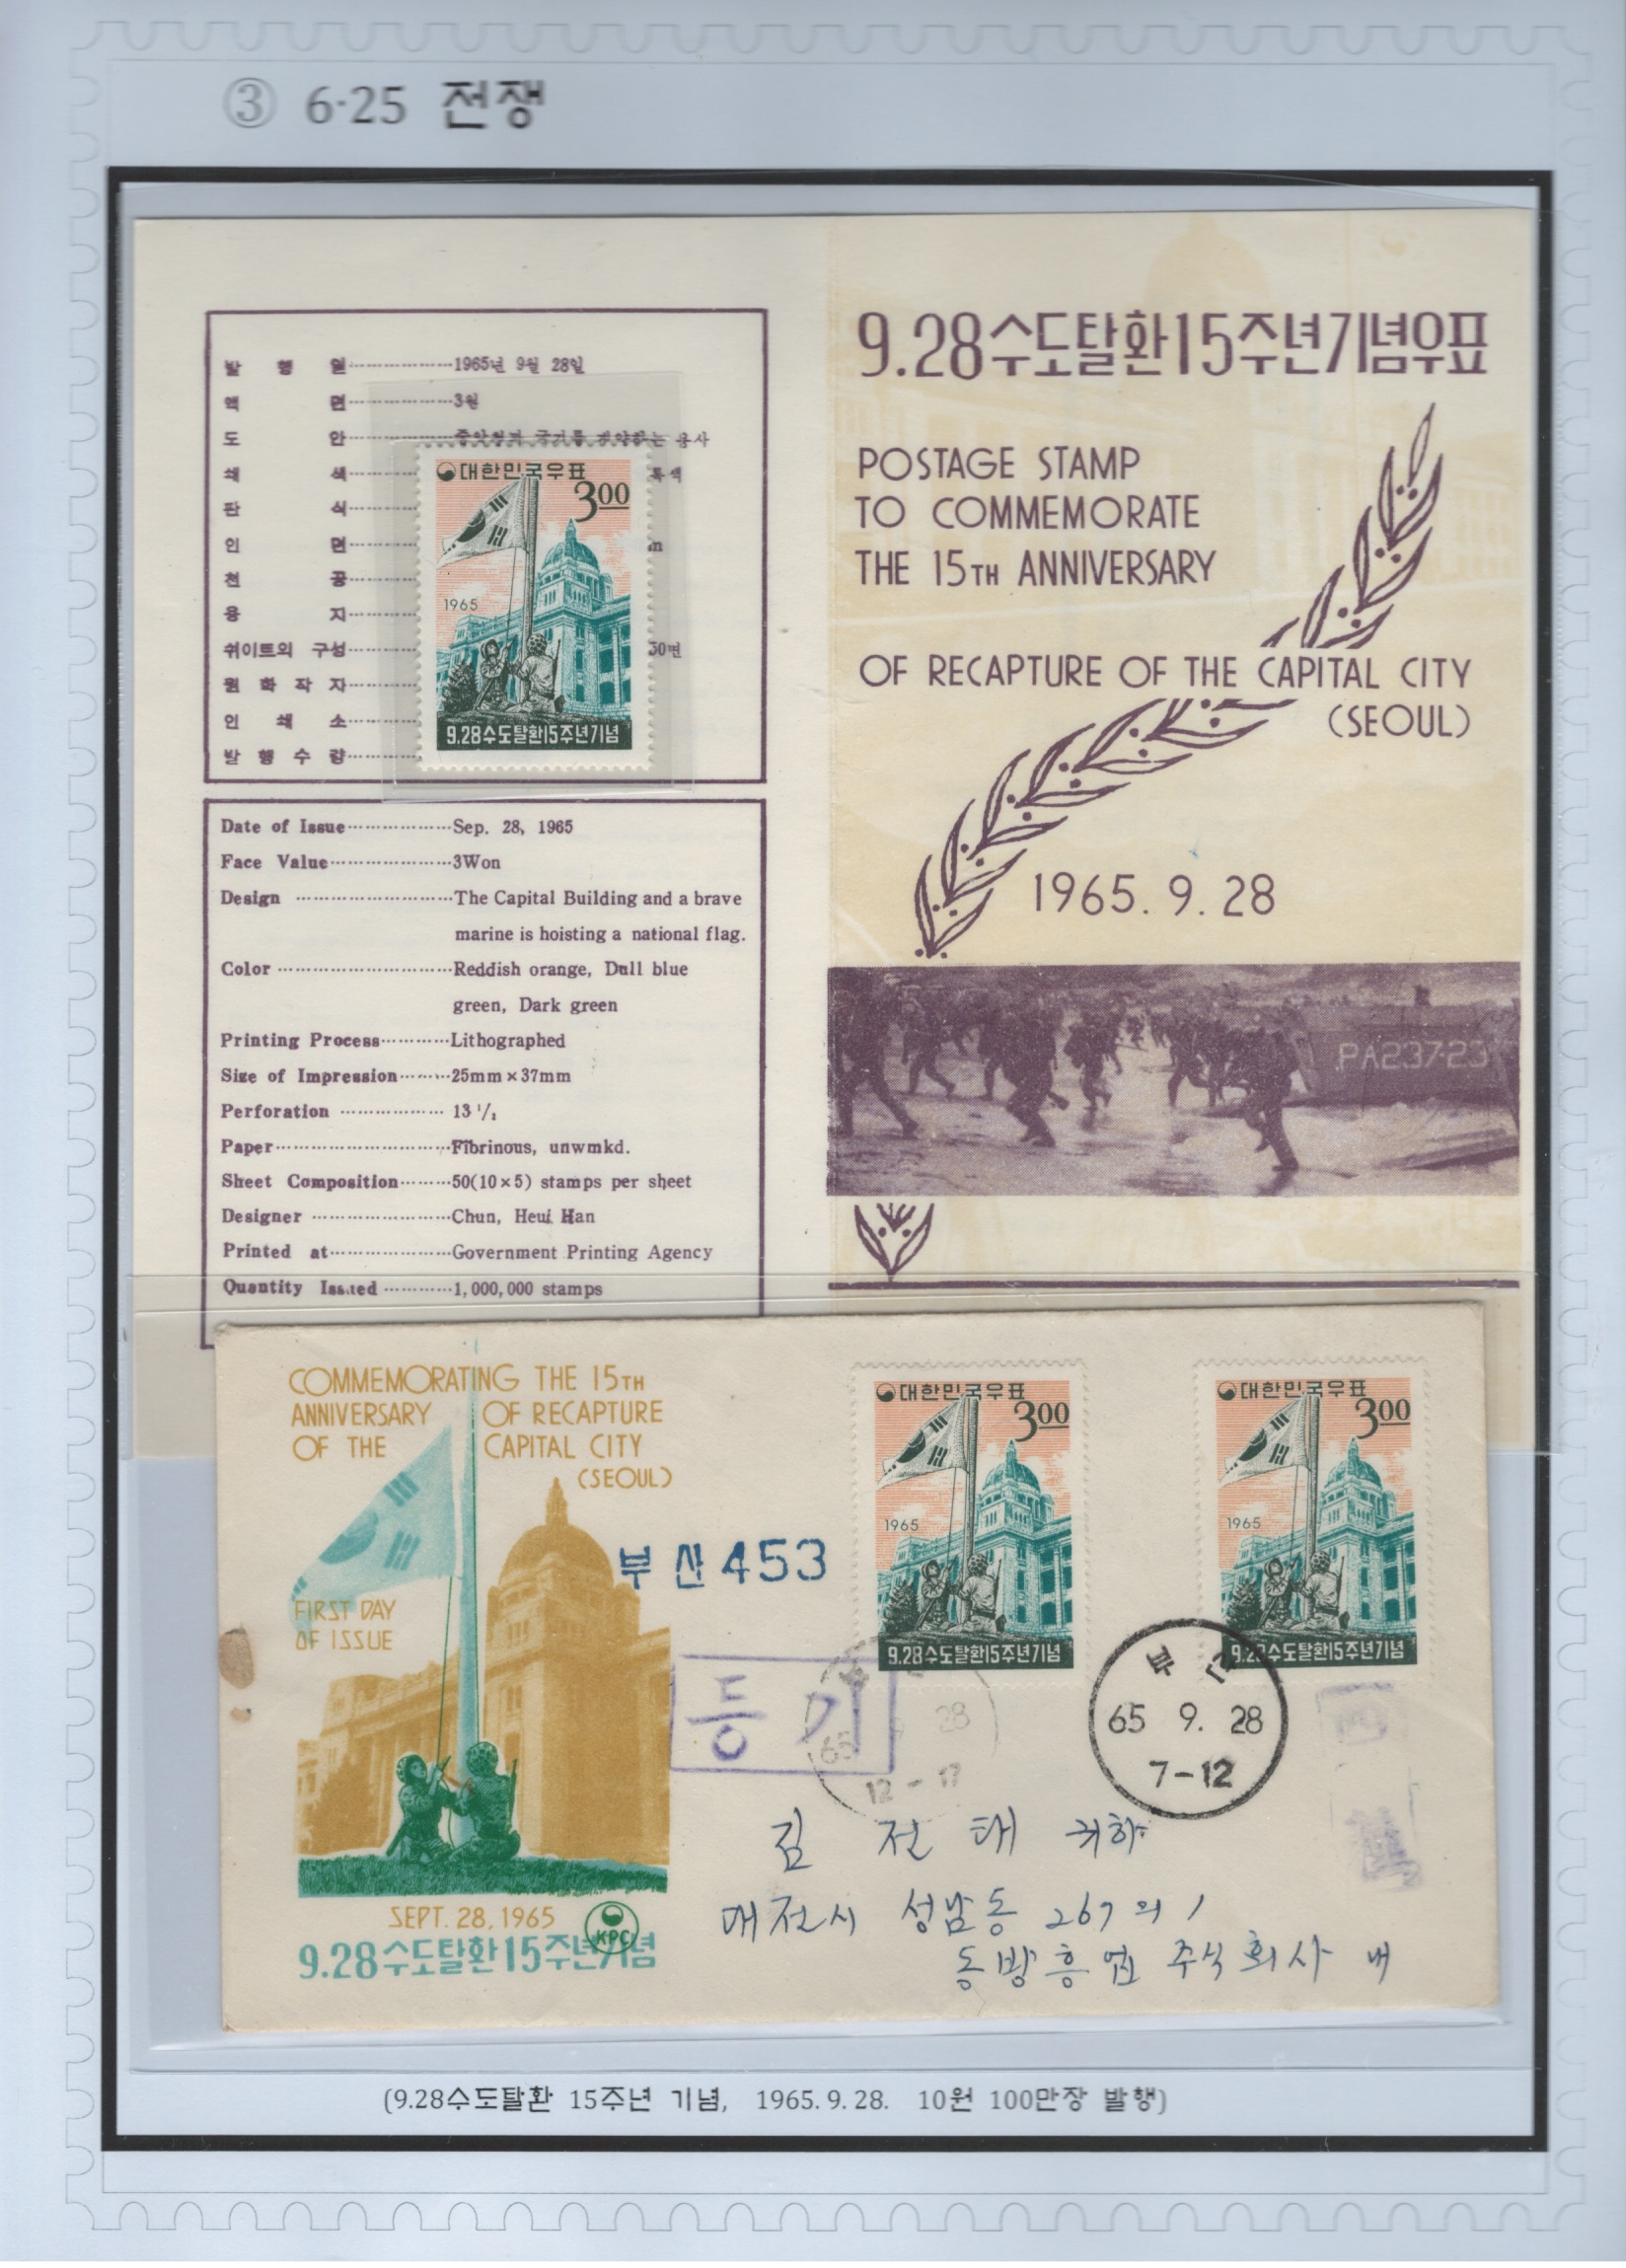 ③ 6·25 전쟁
발 행 일 1965년 9월 28일
액 면 3원
도 안 용사
쇄 색
판 식
인 면
천 공
용 지
쉬이트의 구성
원 화 작 자
인 쇄 소
발 행 수 량
대한민국우표
3 00
1965
9.28수도탈환15주년기념
Date of Issue Sep. 28, 1965
Face Value 3Won
Design The Capital Building and a brave
marine is hoisting a national flag.
Color Reddish orange, Dull blue
green, Dark green
Printing Process Lithographed
Size of Impression 25mm×37mm
Perforation 13 ½
Paper Fibrinous, unwmkd.
Sheet Composition 50(10×5) stamps per sheet
Designer Chun, Heui Han
Printed at Government Printing Agency
Quantity Issued 1,000,000 stamps
9.28수도탈환15주년기념우표
POSTAGE STAMP
TO COMMEMORATE
THE 15TH ANNIVERSARY
OF RECAPTURE OF THE CAPITAL CITY
(SEOUL)
1965. 9. 28
PA237-23
COMMEMORATING THE 15TH
ANNIVERSARY OF RECAPTURE
OF THE CAPITAL CITY
(SEOUL)
FIRST DAY
OF ISSUE
SEPT. 28, 1965
KPC
9.28수도탈환15주년기념
부산453
대한민국우표
3 00
1965
9.28수도탈환15주년기념
대한민국우표
3 00
1965
9.28수도탈환15주년기념
등기
65 28
12-17
부산
65 9. 28
7-12
김 전 태 귀하
대전시 성남동 267의 1
동방흥업 주식회사 내
(9.28수도탈환 15주년 기념, 1965. 9. 28. 10원 100만장 발행)